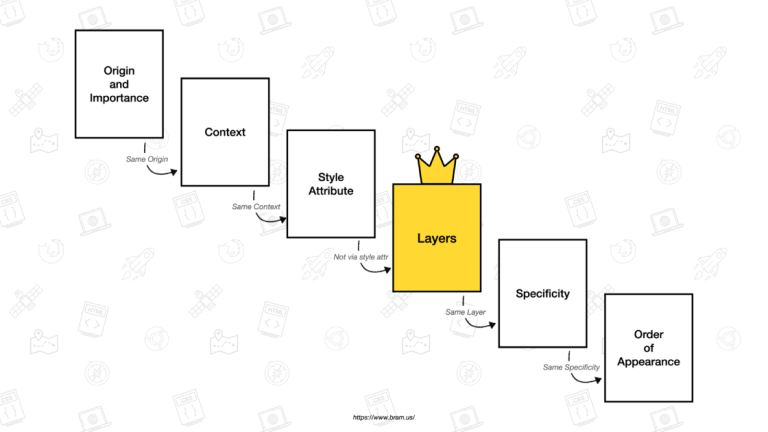 Origin
and
Importance
Same Origin
Context
Same Context
Style
Attribute
Not via style attr
Layers
Same Layer
Specificity
Same Specificity
Order
of
Appearance
https://www.bram.us/